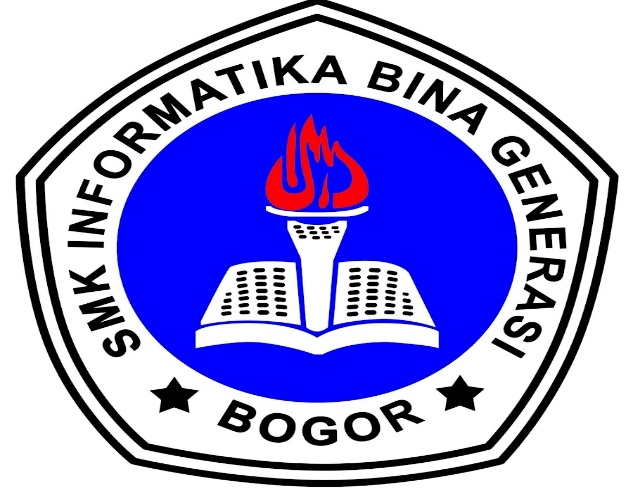 SMK INFORMATIKA BINA GENERASI
BOGOR